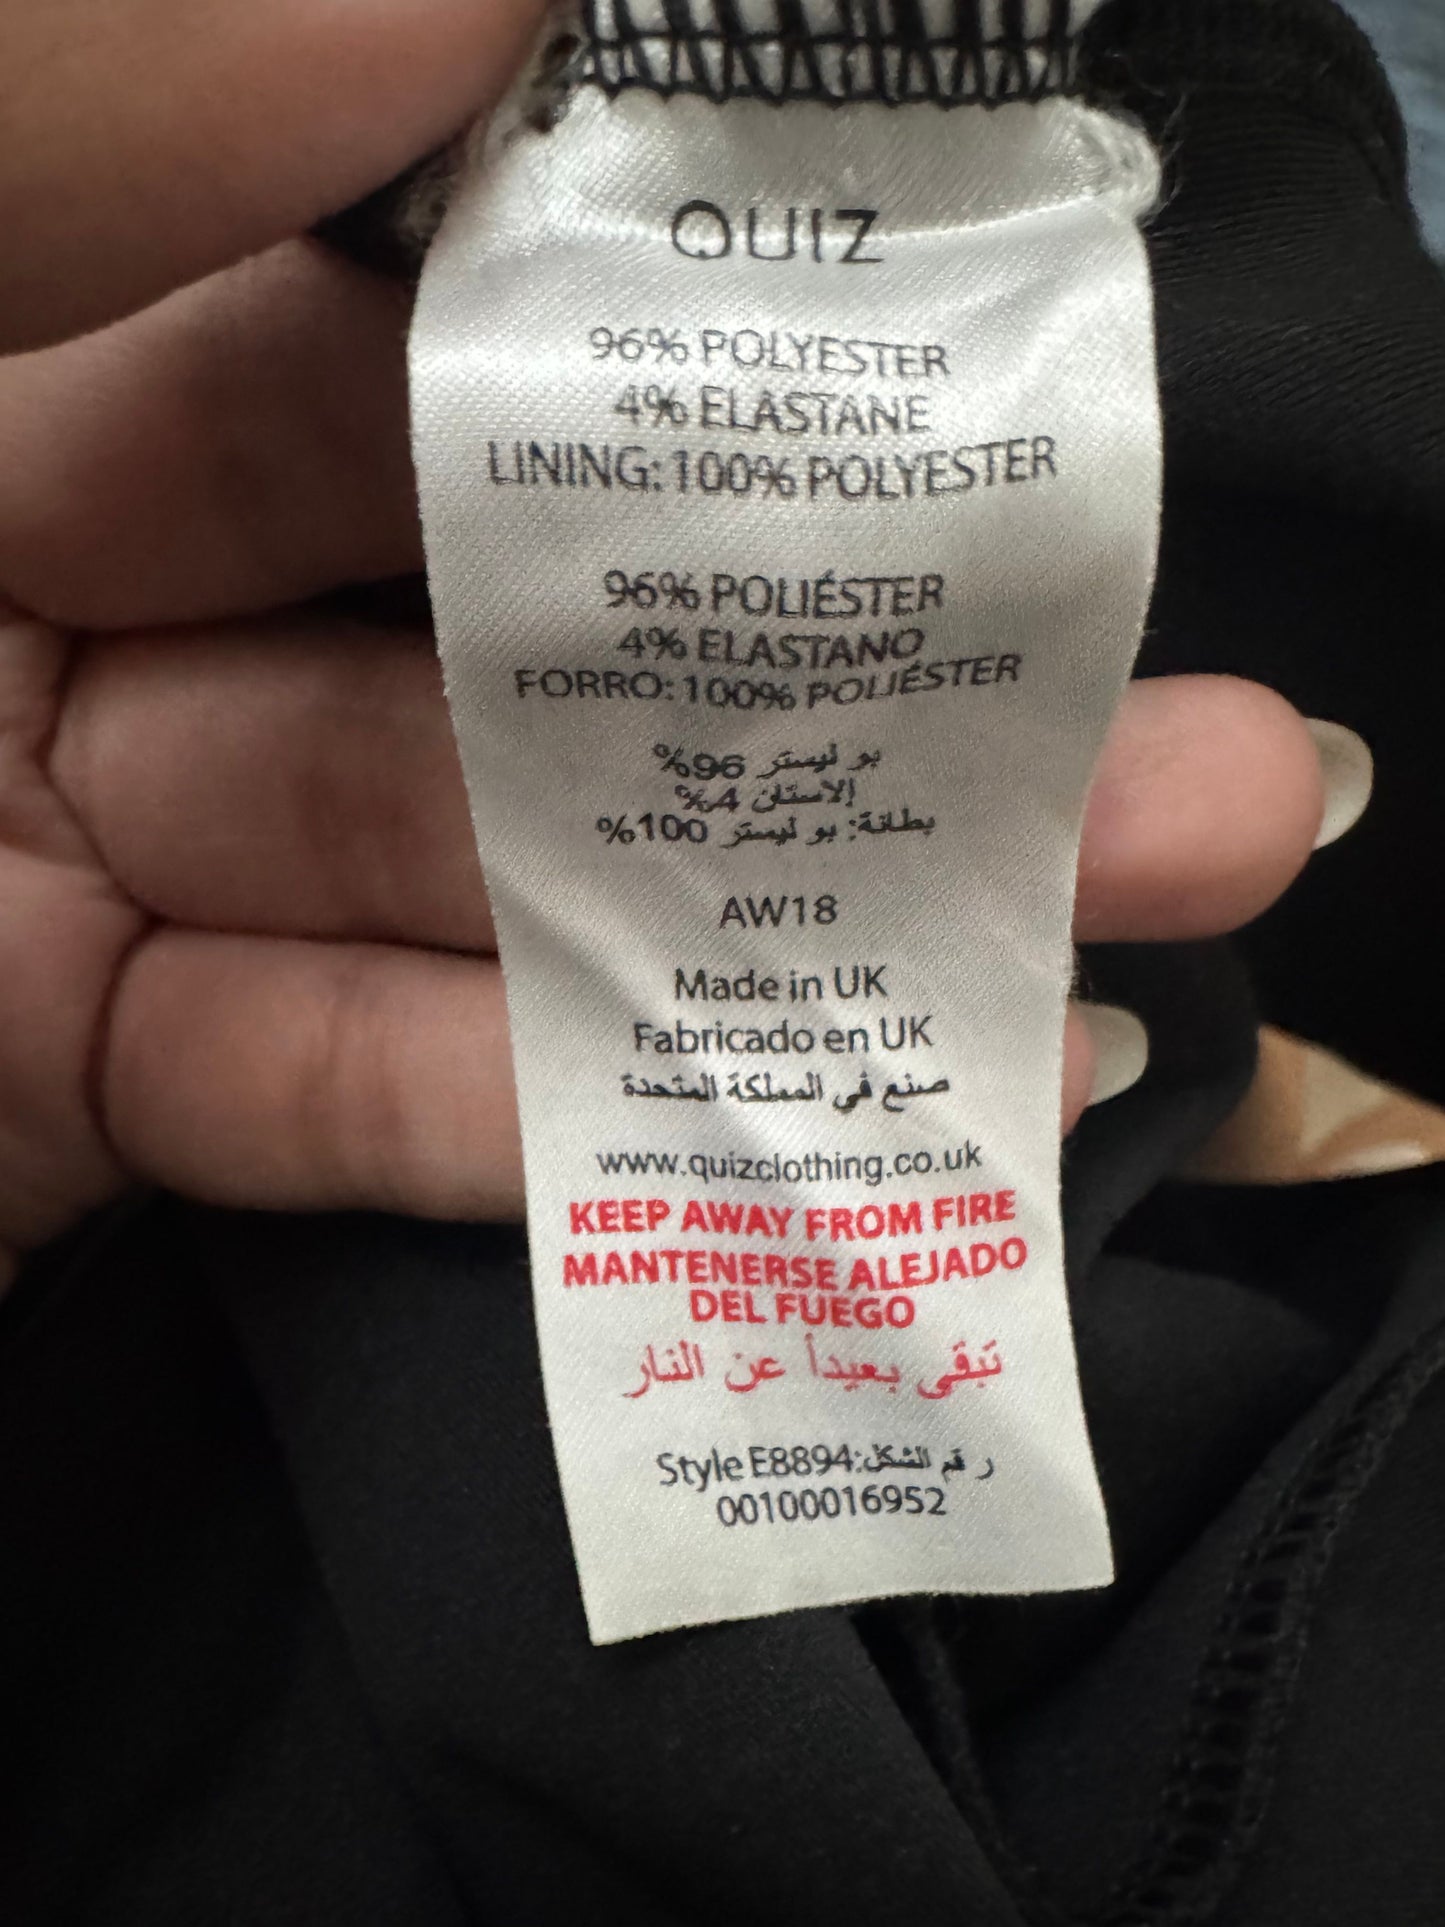 QUIZ
96% POLYESTER
4% ELASTANE
LINING: 100% POLYESTER
96% POLIÉSTER
4% ELASTANO
FORRO: 100% POLIÉSTER
بو ليستر 96%
إلاستان 4%
بطانة: بو ليستر 100%
AW18
Made in UK
Fabricado en UK
صنع في المملكة المتحدة
www.quizclothing.co.uk
KEEP AWAY FROM FIRE
MANTENERSE ALEJADO
DEL FUEGO
تبقى بعيداً عن النار
Style E8894:ر قم الشكل
00100016952